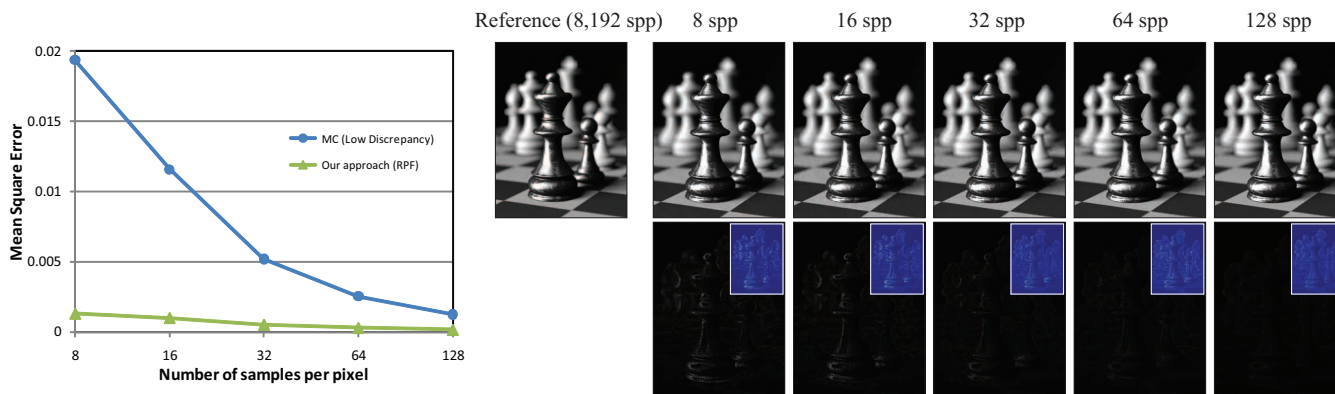 Reference (8,192 spp) 8 spp 16 spp 32 spp 64 spp 128 spp
0.02
0.015
0.01
0.005
0
Mean Square Error
MC (Low Discrepancy)
Our approach (RPF)
8 16 32 64 128
Number of samples per pixel